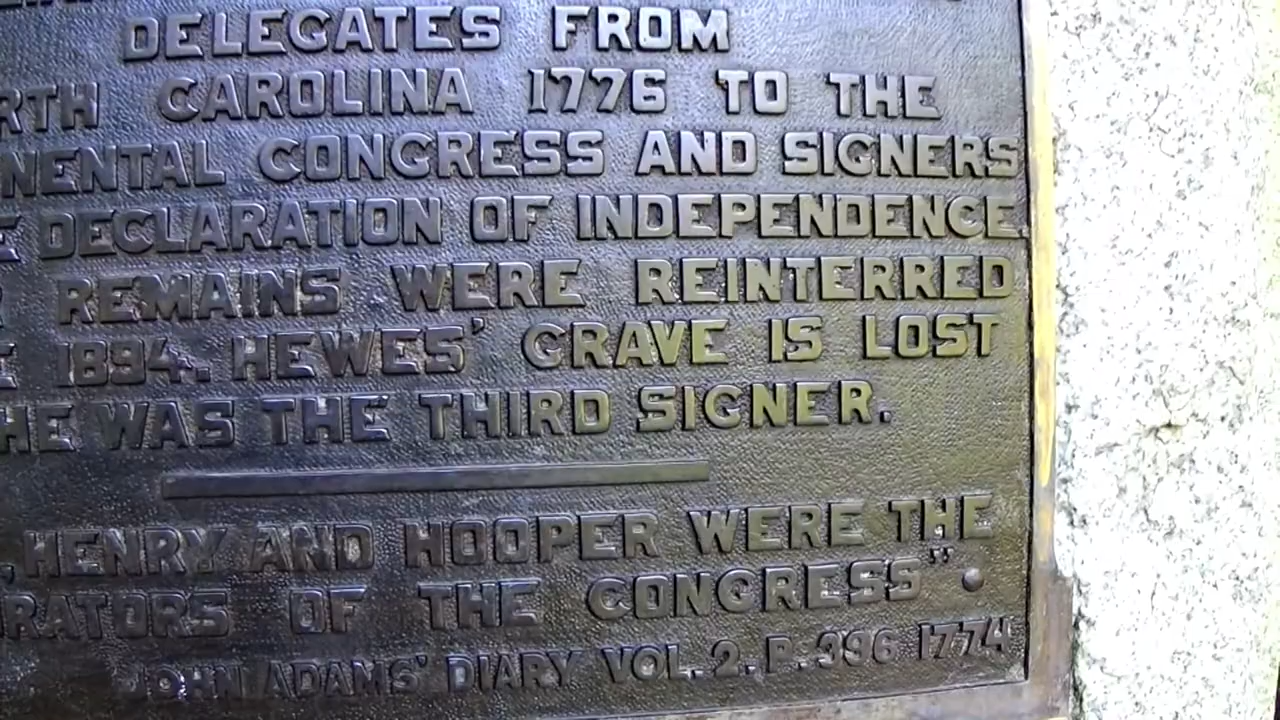 DELEGATES FROM
RTH CAROLINA 1776 TO THE
NENTAL CONGRESS AND SIGNERS
E DECLARATION OF INDEPENDENCE.
R REMAINS WERE REINTERRED
E 1894. HEWES' GRAVE IS LOST
HE WAS THE THIRD SIGNER.
, HENRY AND HOOPER WERE THE
RATORS OF THE CONGRESS".
JOHN ADAMS' DIARY VOL. 2. P. 396 1774